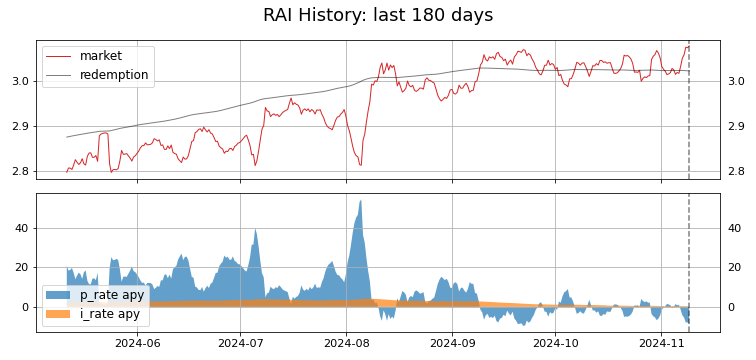 RAI History: last 180 days
market
redemption
3.0 3.0
2.9 2.9
2.8 2.8
40 40
20 20
0 0
p_rate apy
i_rate apy
2024-06 2024-07 2024-08 2024-09 2024-10 2024-11